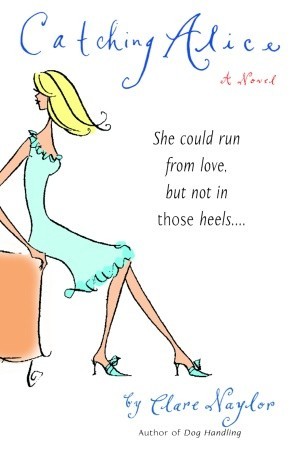 Catching Alice
A Novel
She could run
from love,
but not in
those heels....
by Clare Naylor
Author of Dog Handling